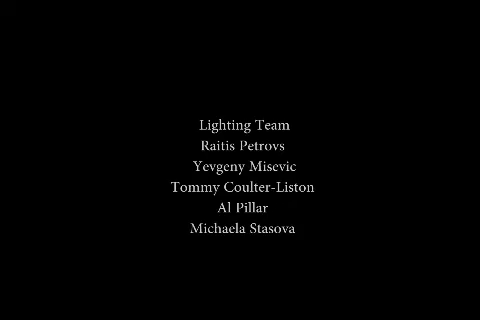 Lighting Team
Raitis Petrovs
Yevgeny Misevic
Tommy Coulter-Liston
Al Pillar
Michaela Stasova